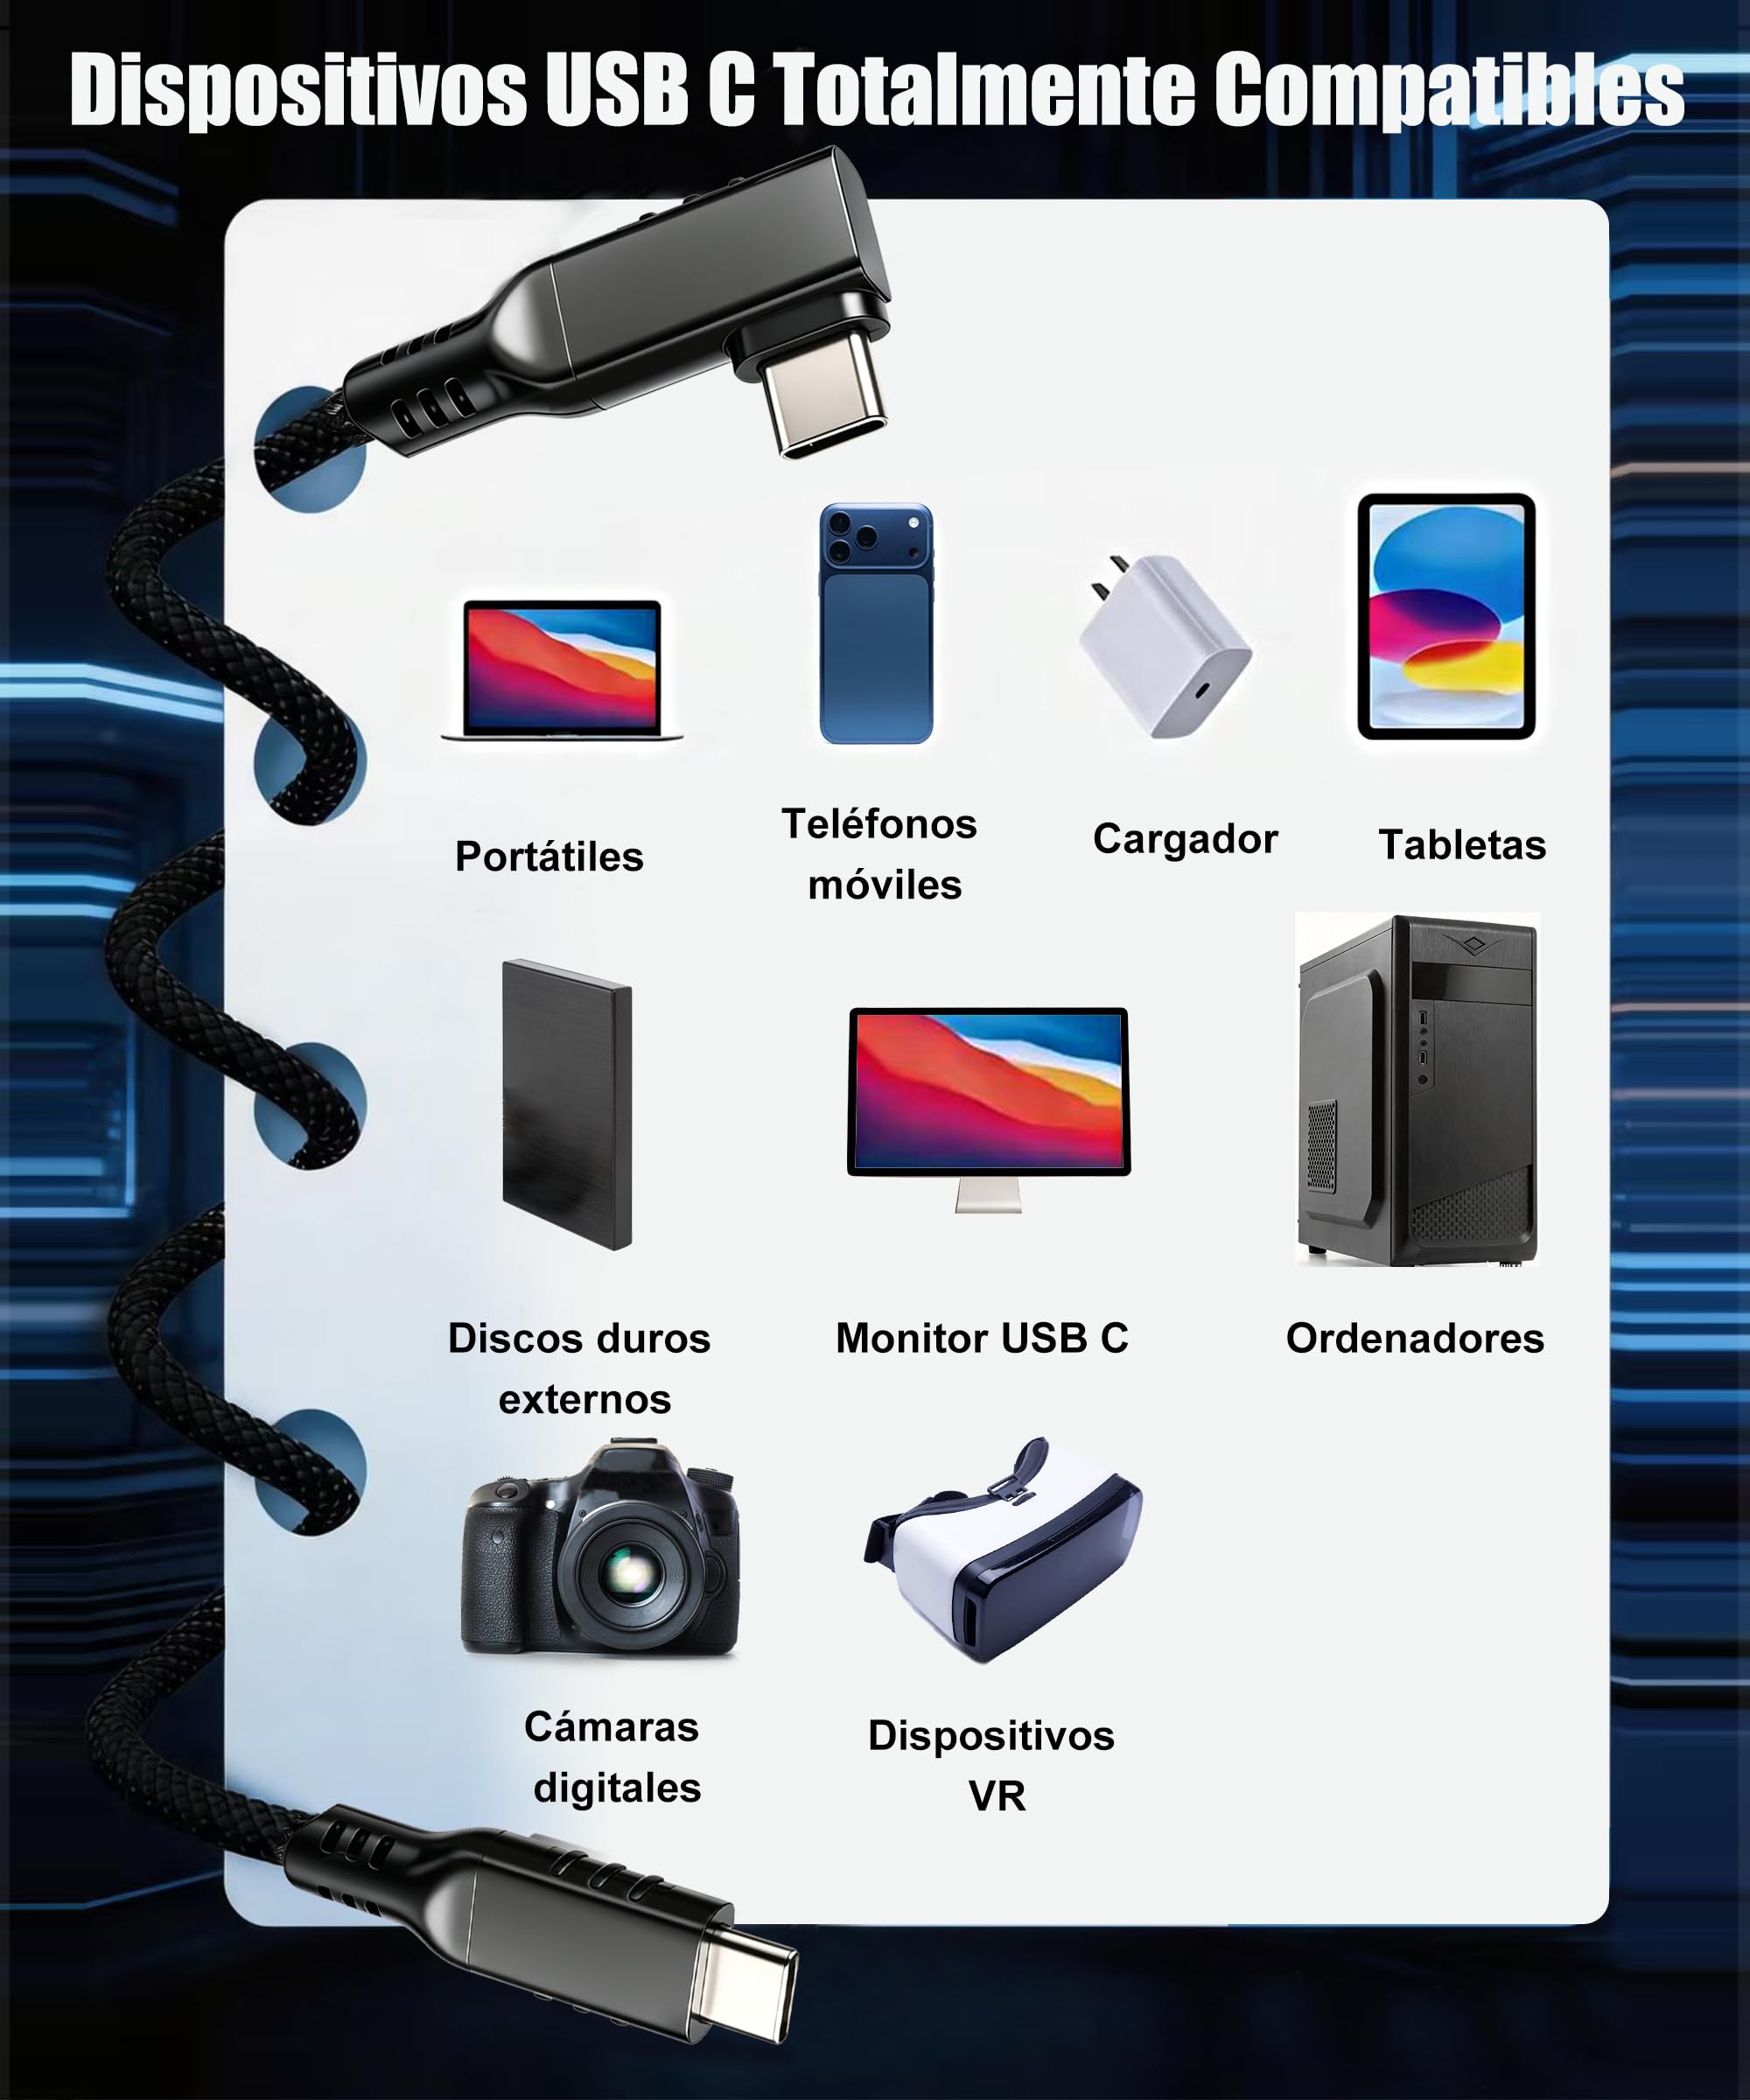 Dispositivos USB C Totalmente Compatibles
Portátiles
Teléfonos
móviles
Cargador
Tabletas
Discos duros
externos
Monitor USB C
Ordenadores
Cámaras
digitales
Dispositivos
VR